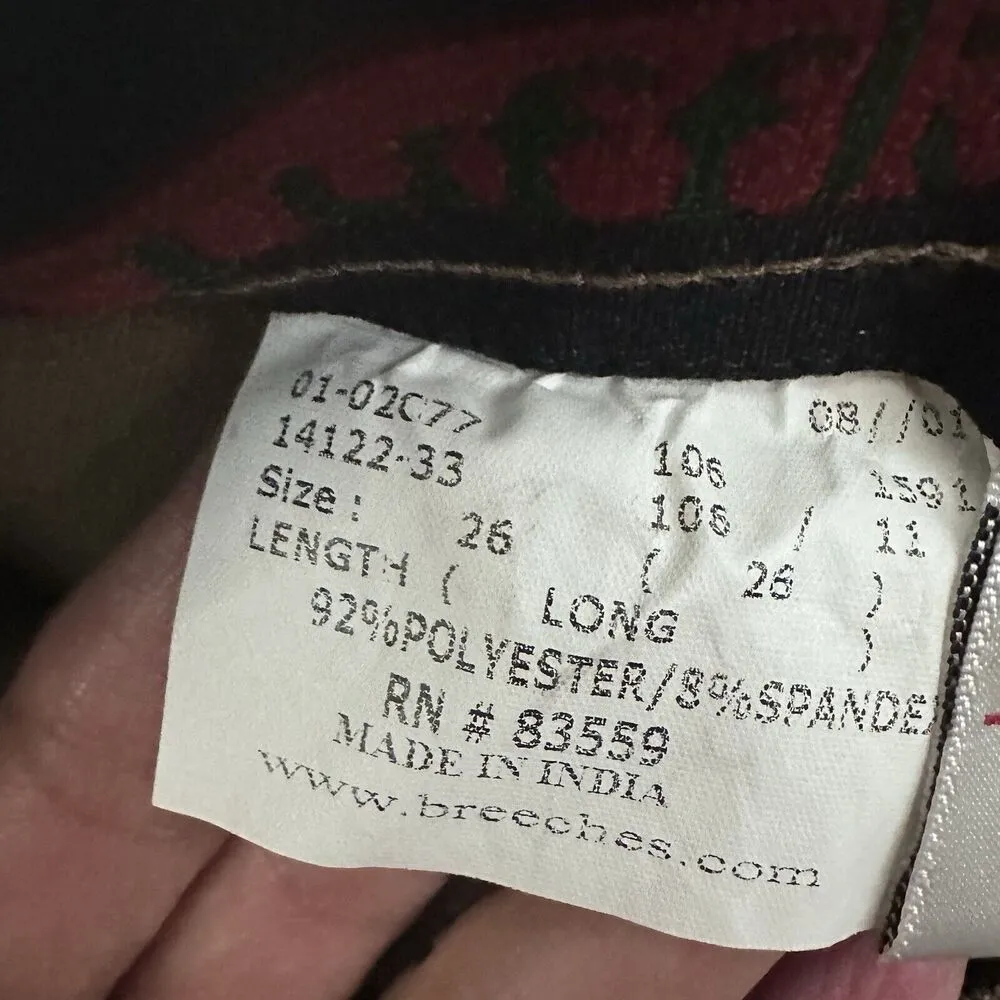 01-02C77 08//01
14122-33 106 1591
Size : 26 106 / 11
LENGTH ( ( 26 )
LONG )
92%POLYESTER/8%SPANDE
RN # 83559
MADE IN INDIA
www.breeches.com